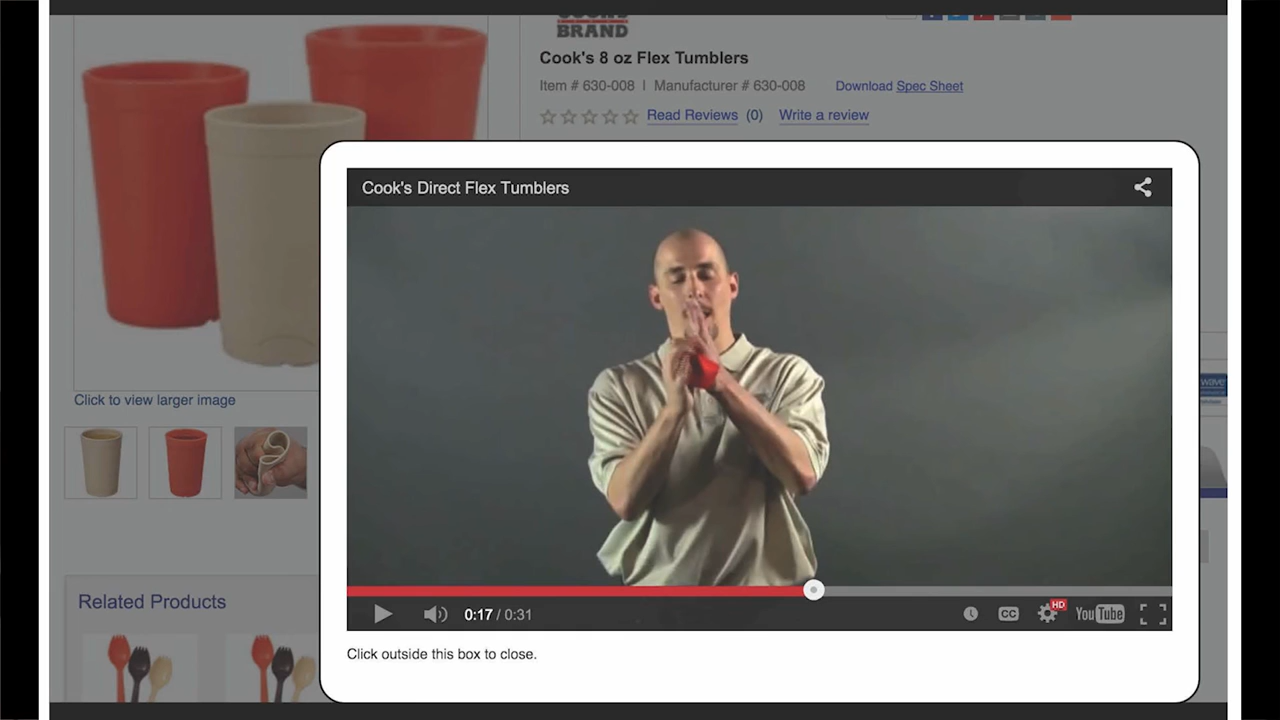 BRAND
Cook's 8 oz Flex Tumblers
Item # 630-008 | Manufacturer # 630-008 Download Spec Sheet
Read Reviews (0) Write a review
Cook's Direct Flex Tumblers
Click to view larger image
wave
Related Products
0:17 / 0:31
CC
HD
YouTube
Click outside this box to close.